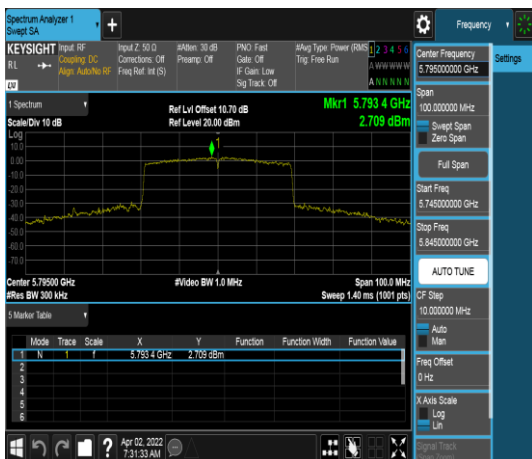 Spectrum Analyzer 1
Swept SA
Frequency
KEYSIGHT
Input: RF
Input Z: 50 Ω
#Atten: 30 dB
PNO: Fast
#Avg Type: Power (RMS
1 2 3 4 5 6
RL
Coupling: DC
Corrections: Off
Preamp: Off
Gate: Off
Trig: Free Run
A WW W W W
Align: Auto/No RF
Freq Ref: Int (S)
IF Gain: Low
Sig Track: Off
A N N N N N
LXI
1 Spectrum
Ref Lvl Offset 10.70 dB
Mkr1 5.793 4 GHz
Scale/Div 10 dB
Ref Level 20.00 dBm
2.709 dBm
Log
10.0
0.00
-10.0
-20.0
-30.0
-40.0
-50.0
-60.0
-70.0
1
Center 5.79500 GHz
#Video BW 1.0 MHz
Span 100.0 MHz
#Res BW 300 kHz
Sweep 1.40 ms (1001 pts)
5 Marker Table
Mode Trace Scale X Y Function Function Width Function Value
1 N 1 f 5.793 4 GHz 2.709 dBm
2
3
4
5
6
Apr 02, 2022
7:31:33 AM
Center Frequency
5.795000000 GHz
Settings
Span
100.000000 MHz
Swept Span
Zero Span
Full Span
Start Freq
5.745000000 GHz
Stop Freq
5.845000000 GHz
AUTO TUNE
CF Step
10.000000 MHz
Auto
Man
Freq Offset
0 Hz
X Axis Scale
Log
Lin
Signal Track